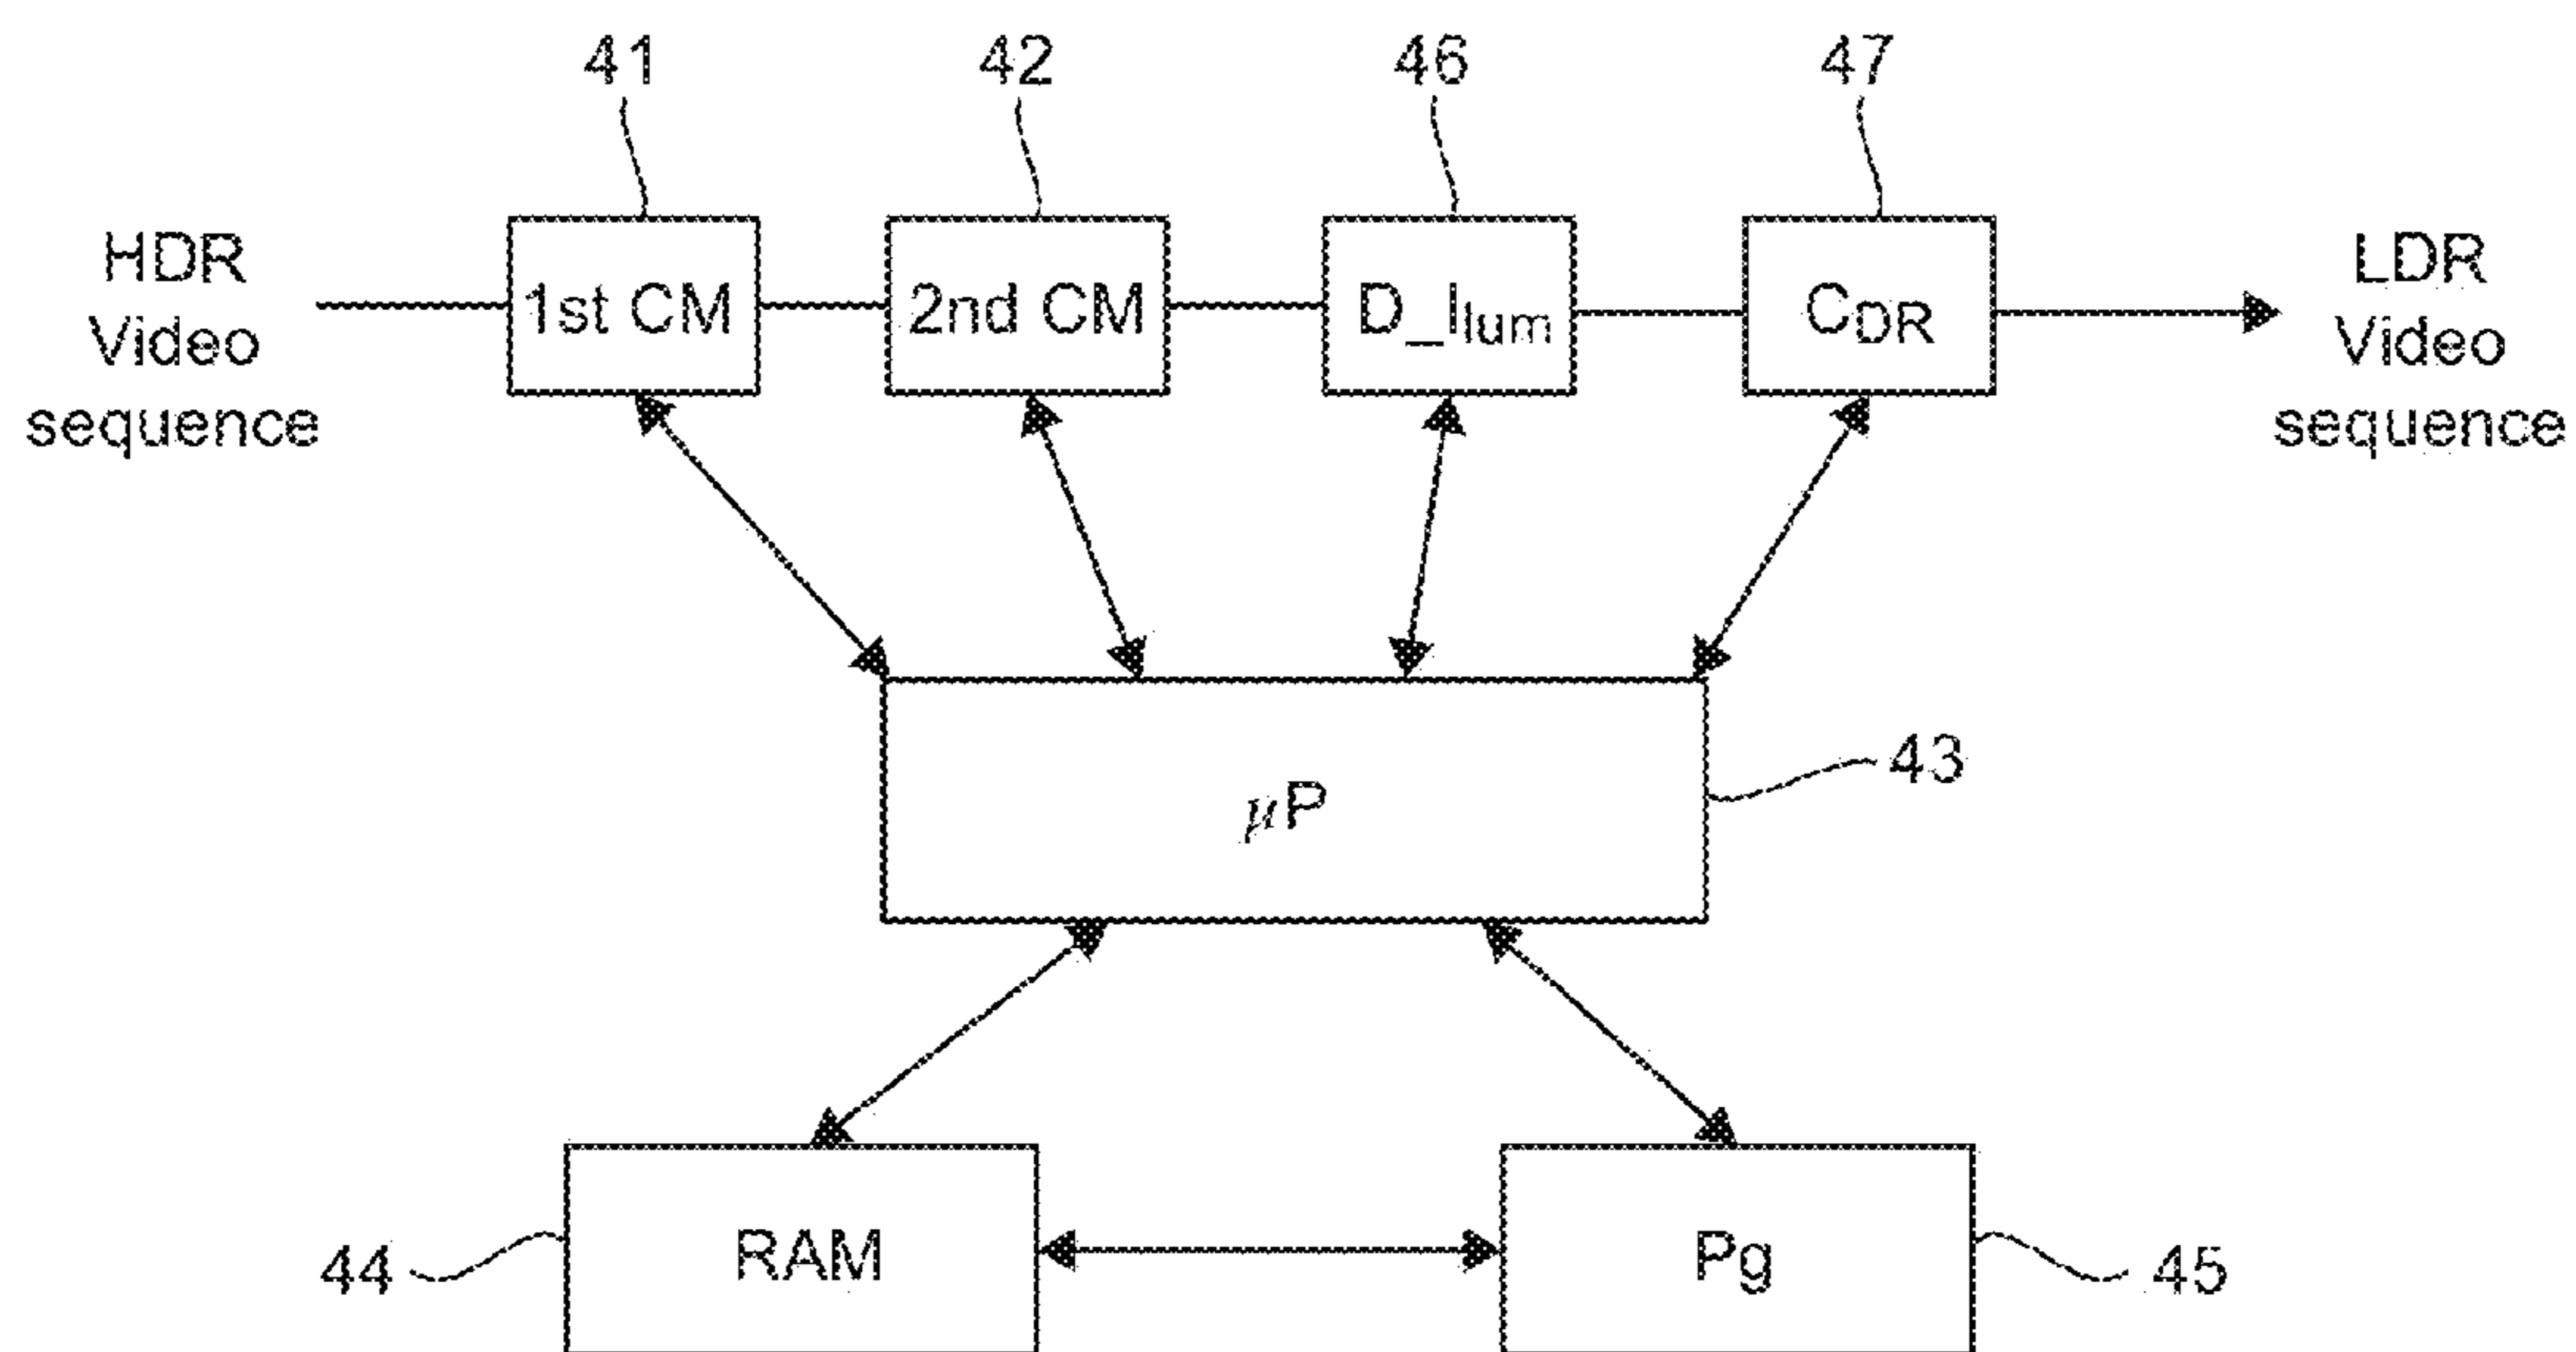 41
42
46
47
HDR
Video
sequence
1st CM
2nd CM
D_Ilum
CDR
LDR
Video
sequence
μP
43
44
RAM
Pg
45